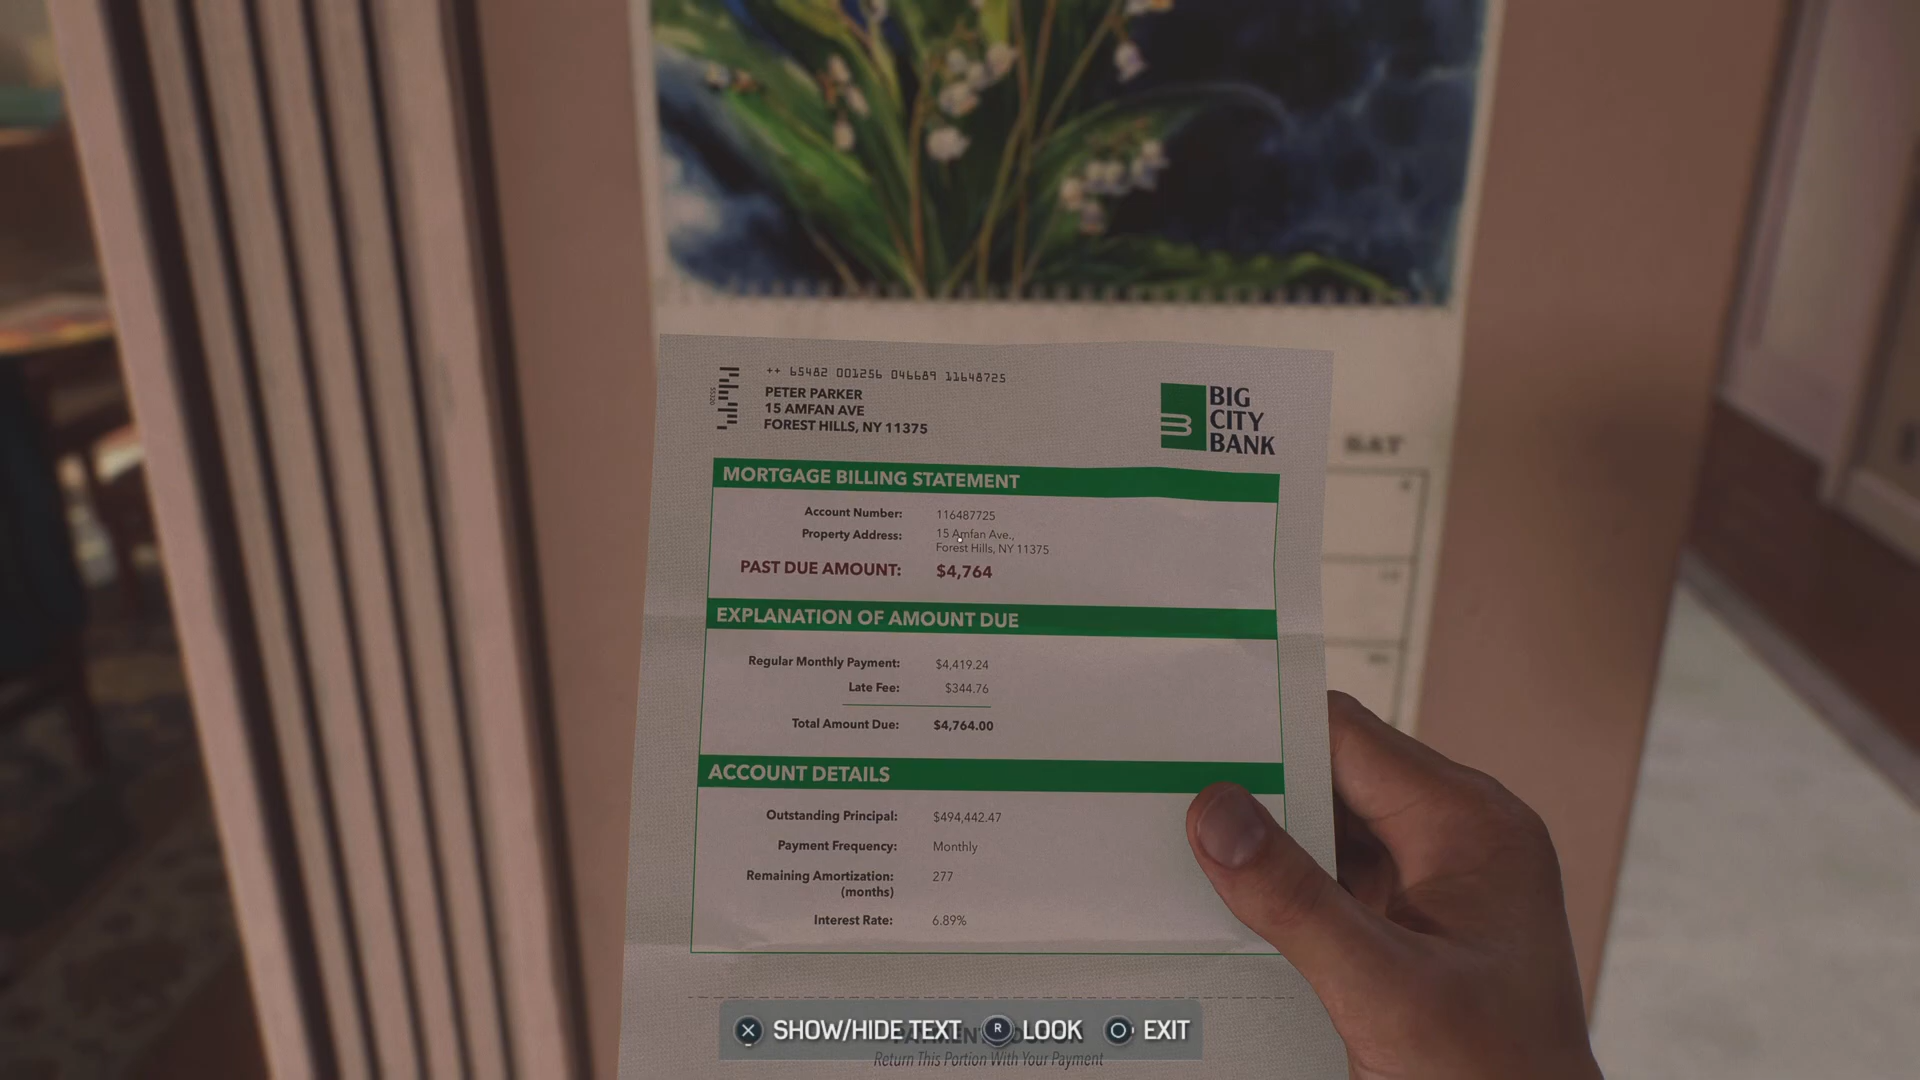 ++ 65482 001256 046689 11648725
PETER PARKER
15 AMFAN AVE
FOREST HILLS, NY 11375
BIG
CITY
BANK
SAT
MORTGAGE BILLING STATEMENT
Account Number: 116487725
Property Address: 15 Amfan Ave.,
Forest Hills, NY 11375
PAST DUE AMOUNT: $4,764
EXPLANATION OF AMOUNT DUE
Regular Monthly Payment: $4,419.24
Late Fee: $344.76
Total Amount Due: $4,764.00
ACCOUNT DETAILS
Outstanding Principal: $494,442.47
Payment Frequency: Monthly
Remaining Amortization: 277
(months)
Interest Rate: 6.89%
SHOW/HIDE TEXT R LOOK EXIT
Return This Portion With Your Payment